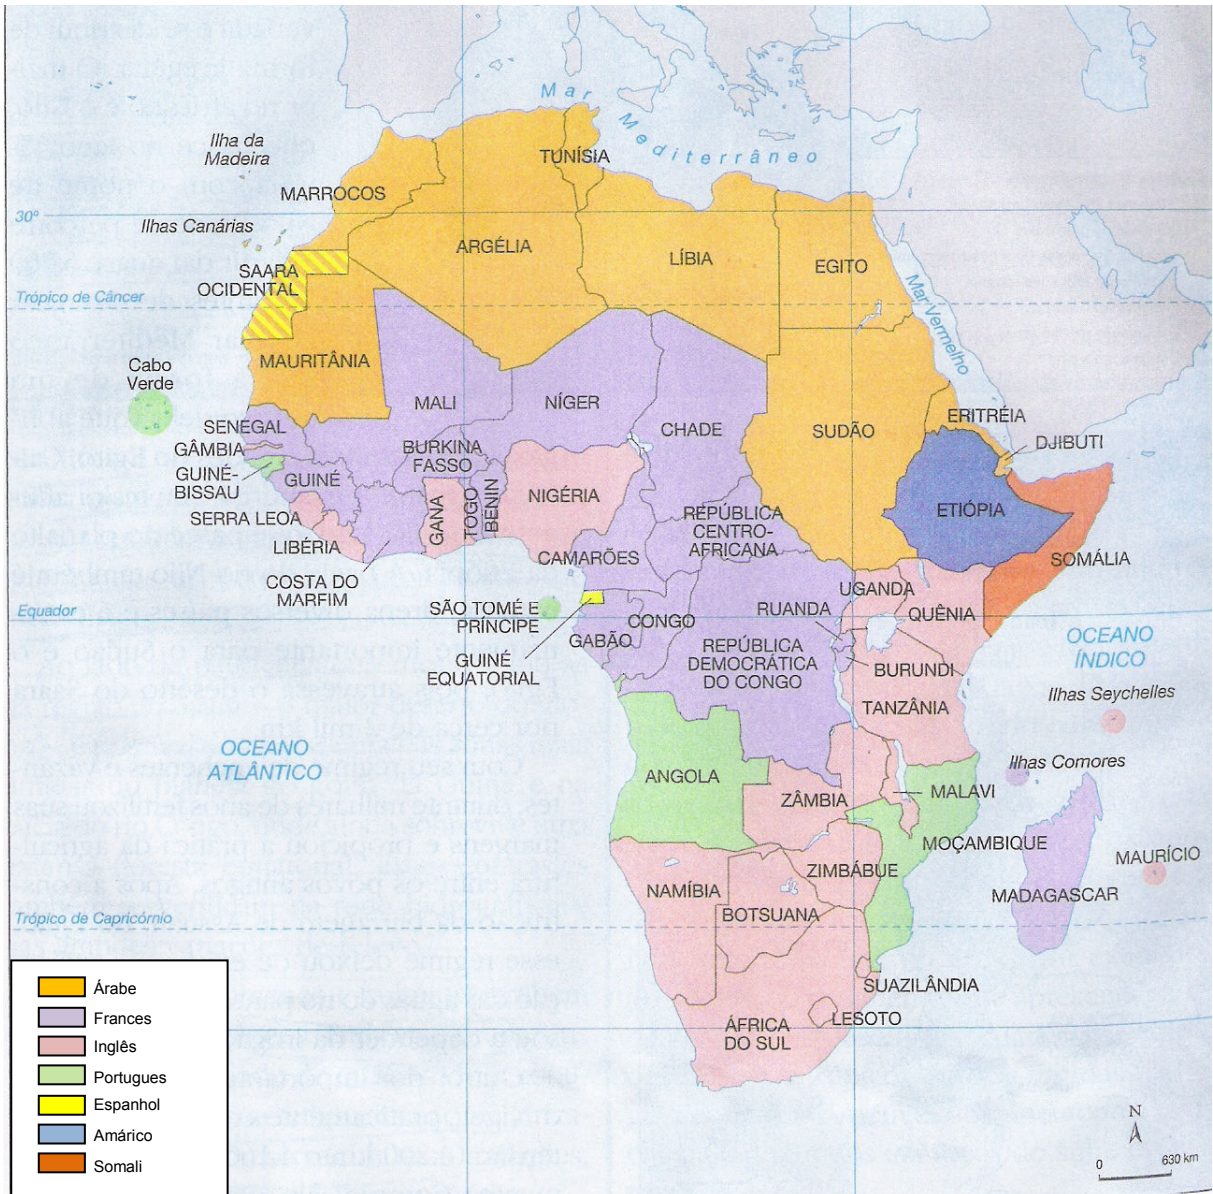 Mar
Mediterrâneo
Ilha da
Madeira
TUNÍSIA
MARROCOS
30º
Ilhas Canárias
ARGÉLIA
LÍBIA
EGITO
SAARA
OCIDENTAL
Trópico de Câncer
Mar Vermelho
Cabo
Verde
MAURITÂNIA
MALI
NÍGER
CHADE
SUDÃO
ERITRÉIA
DJIBUTI
SENEGAL
GÂMBIA
GUINÉ-
BISSAU
GUINÉ
BURKINA
FASSO
NIGÉRIA
GANA
TOGO
BENIN
REPÚBLICA
CENTRO-
AFRICANA
ETIÓPIA
SERRA LEOA
LIBÉRIA
COSTA DO
MARFIM
CAMARÕES
SOMÁLIA
Equador
SÃO TOMÉ E
PRÍNCIPE
GUINÉ
EQUATORIAL
GABÃO
CONGO
UGANDA
QUÊNIA
RUANDA
REPÚBLICA
DEMOCRÁTICA
DO CONGO
BURUNDI
TANZÂNIA
OCEANO
ÍNDICO
Ilhas Seychelles
OCEANO
ATLÂNTICO
ANGOLA
ZÂMBIA
MALAVI
Ilhas Comores
MOÇAMBIQUE
ZIMBÁBUE
NAMÍBIA
BOTSUANA
MADAGASCAR
MAURÍCIO
Trópico de Capricórnio
SUAZILÂNDIA
LESOTO
ÁFRICA
DO SUL
Árabe
Frances
Inglês
Portugues
Espanhol
Amárico
Somali
N
0 630 km